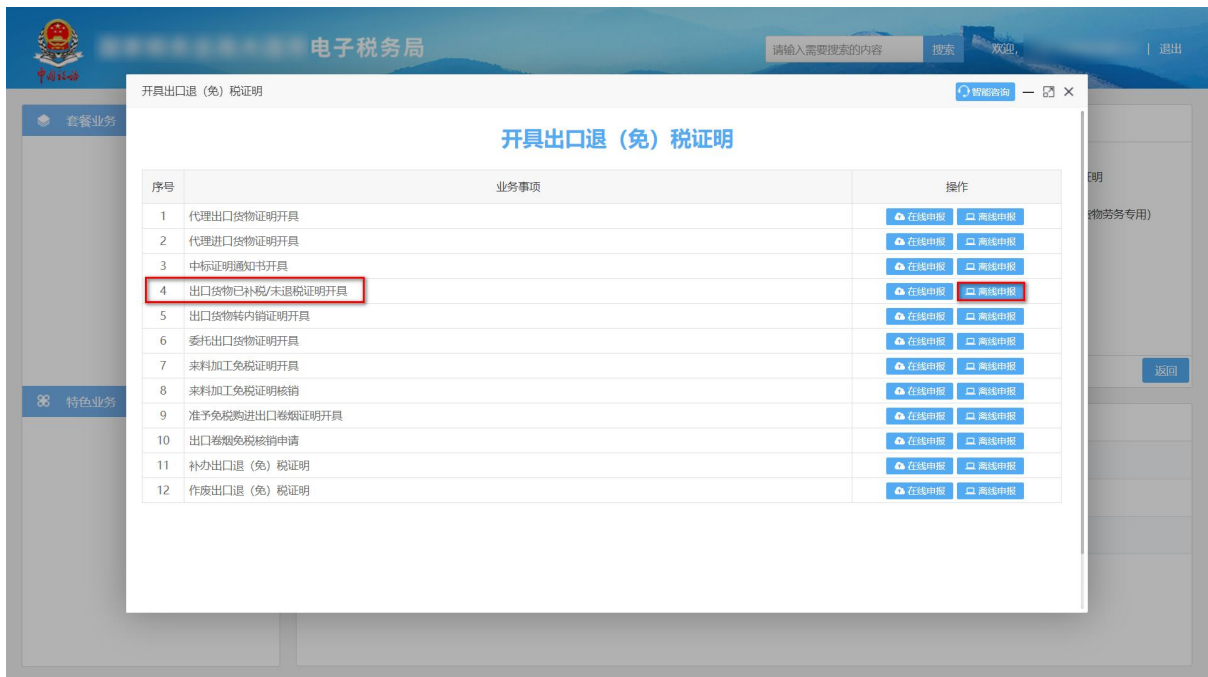 电子税务局
请输入需要搜索的内容 搜索 欢迎, | 退出
中国税务
开具出口退（免）税证明 智能咨询
套餐业务
开具出口退（免）税证明
证明
序号 业务事项 操作
1 代理出口货物证明开具 在线申报 离线申报
货物劳务专用)
2 代理进口货物证明开具 在线申报 离线申报
3 中标证明通知书开具 在线申报 离线申报
4 出口货物已补税/未退税证明开具 在线申报 离线申报
5 出口货物转内销证明开具 在线申报 离线申报
6 委托出口货物证明开具 在线申报 离线申报
7 来料加工免税证明开具 在线申报 离线申报
返回
8 来料加工免税证明核销 在线申报 离线申报
特色业务
9 准予免税购进出口卷烟证明开具 在线申报 离线申报
10 出口卷烟免税核销申请 在线申报 离线申报
11 补办出口退（免）税证明 在线申报 离线申报
12 作废出口退（免）税证明 在线申报 离线申报